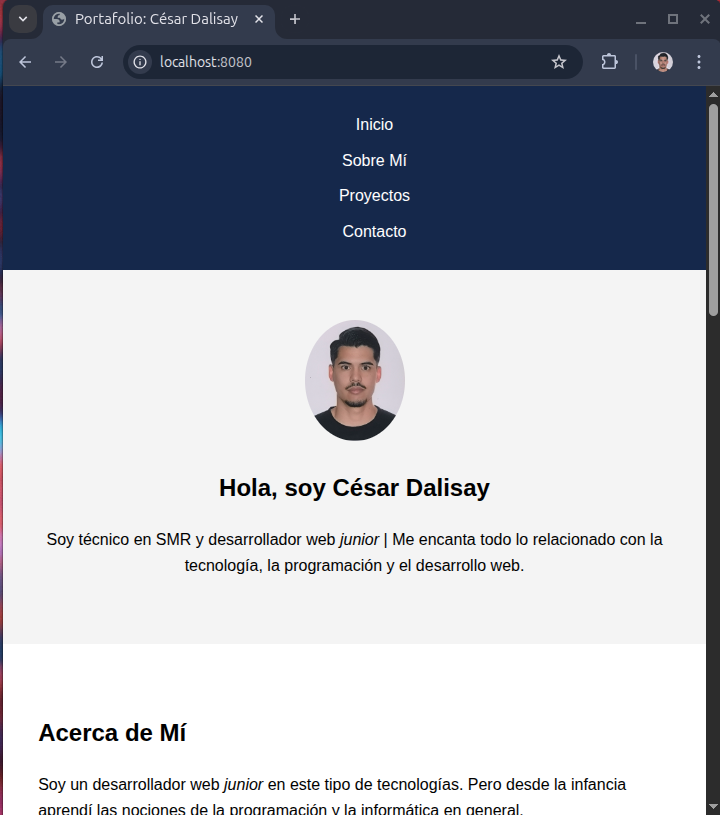 Portafolio: César Dalisay
localhost:8080
Inicio
Sobre Mí
Proyectos
Contacto
Hola, soy César Dalisay
Soy técnico en SMR y desarrollador web junior | Me encanta todo lo relacionado con la
tecnología, la programación y el desarrollo web.
Acerca de Mí
Soy un desarrollador web junior en este tipo de tecnologías. Pero desde la infancia
aprendí las nociones de la programación y la informática en general.